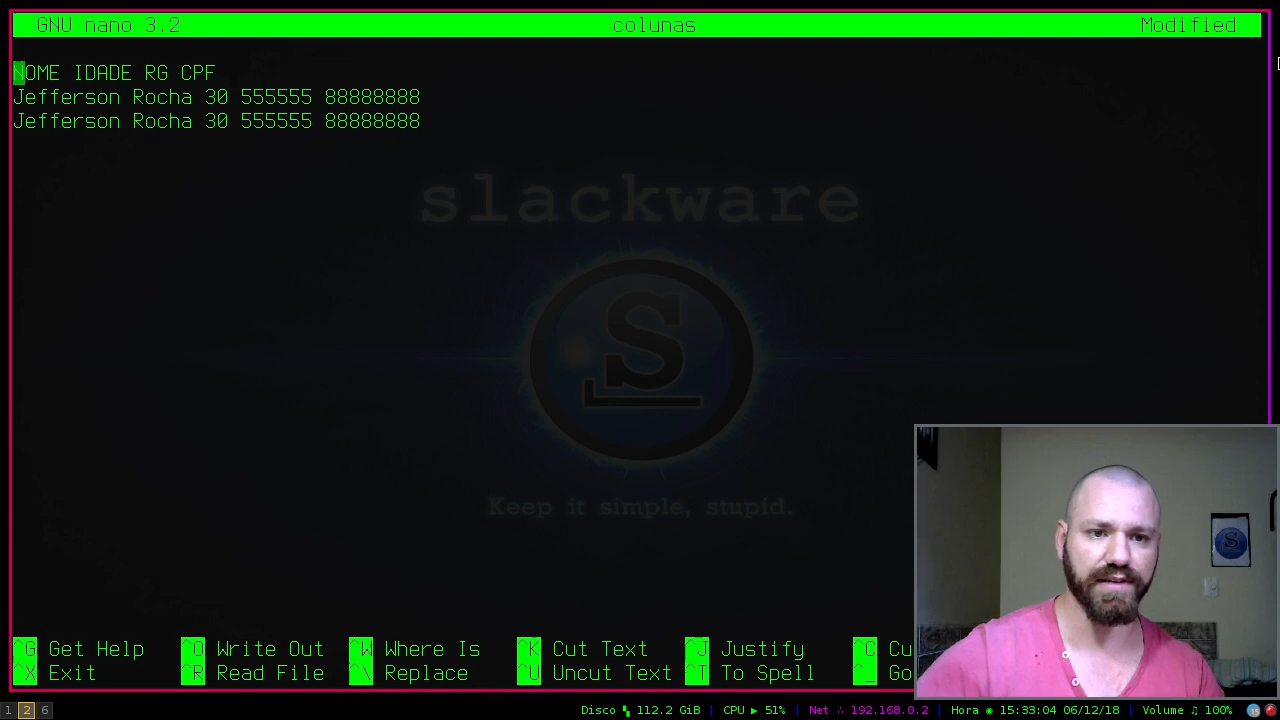 GNU nano 3.2 colunas Modified
NOME IDADE RG CPF
Jefferson Rocha 30 555555 88888888
Jefferson Rocha 30 555555 88888888
slackware
S
Keep it simple, stupid.
S
^G Get Help ^O Write Out ^W Where Is ^K Cut Text ^J Justify ^C Cu
^X Exit ^R Read File ^\ Replace ^U Uncut Text ^T To Spell ^_ Go
1 2 6 Disco 112.2 GiB | CPU ▶ 51% | Net ∴ 192.168.0.2 | Hora ◉ 15:33:04 06/12/18 | Volume ♫ 100%